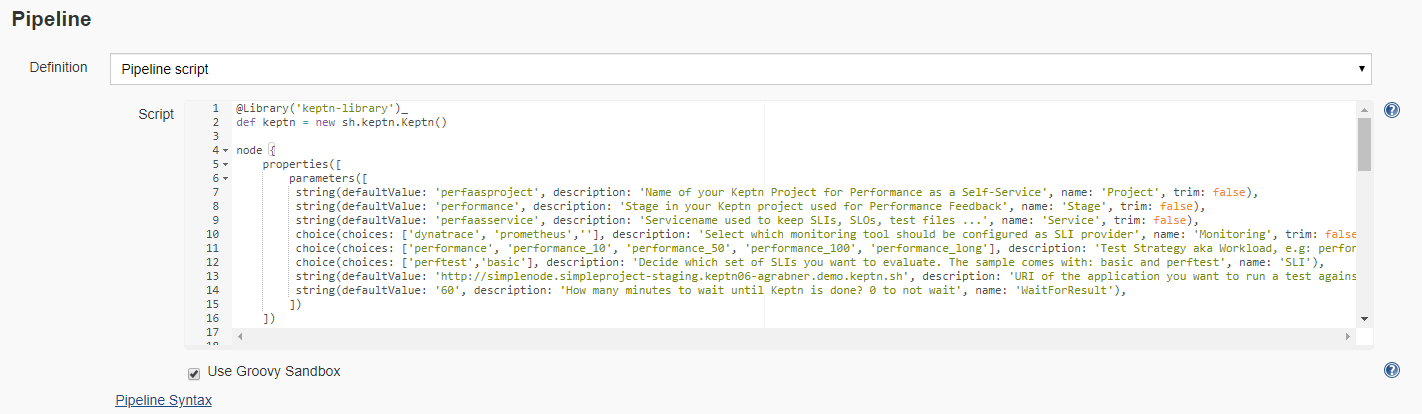 Pipeline
Definition
Pipeline script
Script
1 @Library('keptn-library')_
2 def keptn = new sh.keptn.Keptn()
3
4 node {
5 properties([
6 parameters([
7 string(defaultValue: 'perfaasproject', description: 'Name of your Keptn Project for Performance as a Self-Service', name: 'Project', trim: false),
8 string(defaultValue: 'performance', description: 'Stage in your Keptn project used for Performance Feedback', name: 'Stage', trim: false),
9 string(defaultValue: 'perfaasservice', description: 'Servicename used to keep SLIs, SLOs, test files ...', name: 'Service', trim: false),
10 choice(choices: ['dynatrace', 'prometheus',''], description: 'Select which monitoring tool should be configured as SLI provider', name: 'Monitoring', trim: false
11 choice(choices: ['performance', 'performance_10', 'performance_50', 'performance_100', 'performance_long'], description: 'Test Strategy aka Workload, e.g: perfor
12 choice(choices: ['perftest','basic'], description: 'Decide which set of SLIs you want to evaluate. The sample comes with: basic and perftest', name: 'SLI'),
13 string(defaultValue: 'http://simplenode.simpleproject-staging.keptn06-agrabner.demo.keptn.sh', description: 'URI of the application you want to run a test agains
14 string(defaultValue: '60', description: 'How many minutes to wait until Keptn is done? 0 to not wait', name: 'WaitForResult'),
15 ])
16 ])
17
18
Use Groovy Sandbox
Pipeline Syntax